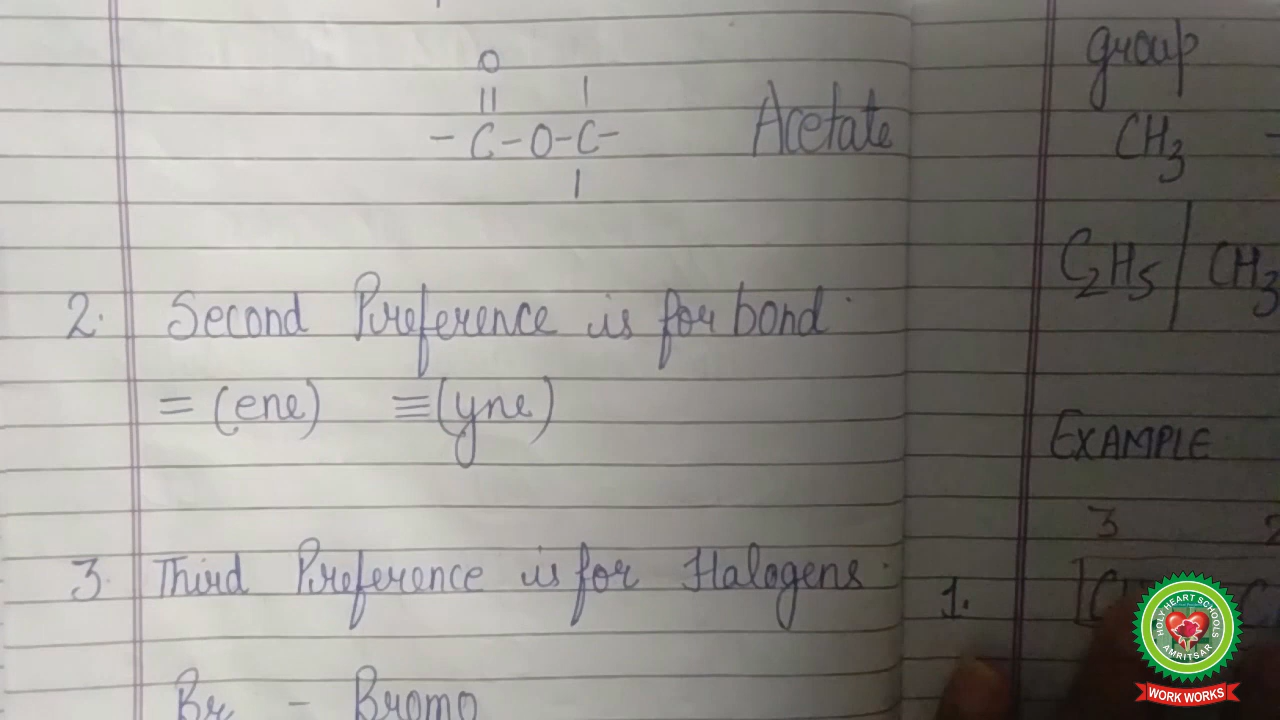 O
||
- C - O - C -
Acetate
2. Second Preference is for bond.
= (ene) ≡ (yne)
3. Third Preference is for Halogens.
Br - Bromo
group
CH3
C2H5 | CH3
EXAMPLE
3 2
1. C C
HOLY HEART SCHOOLS
AMRITSAR
WORK WORKS